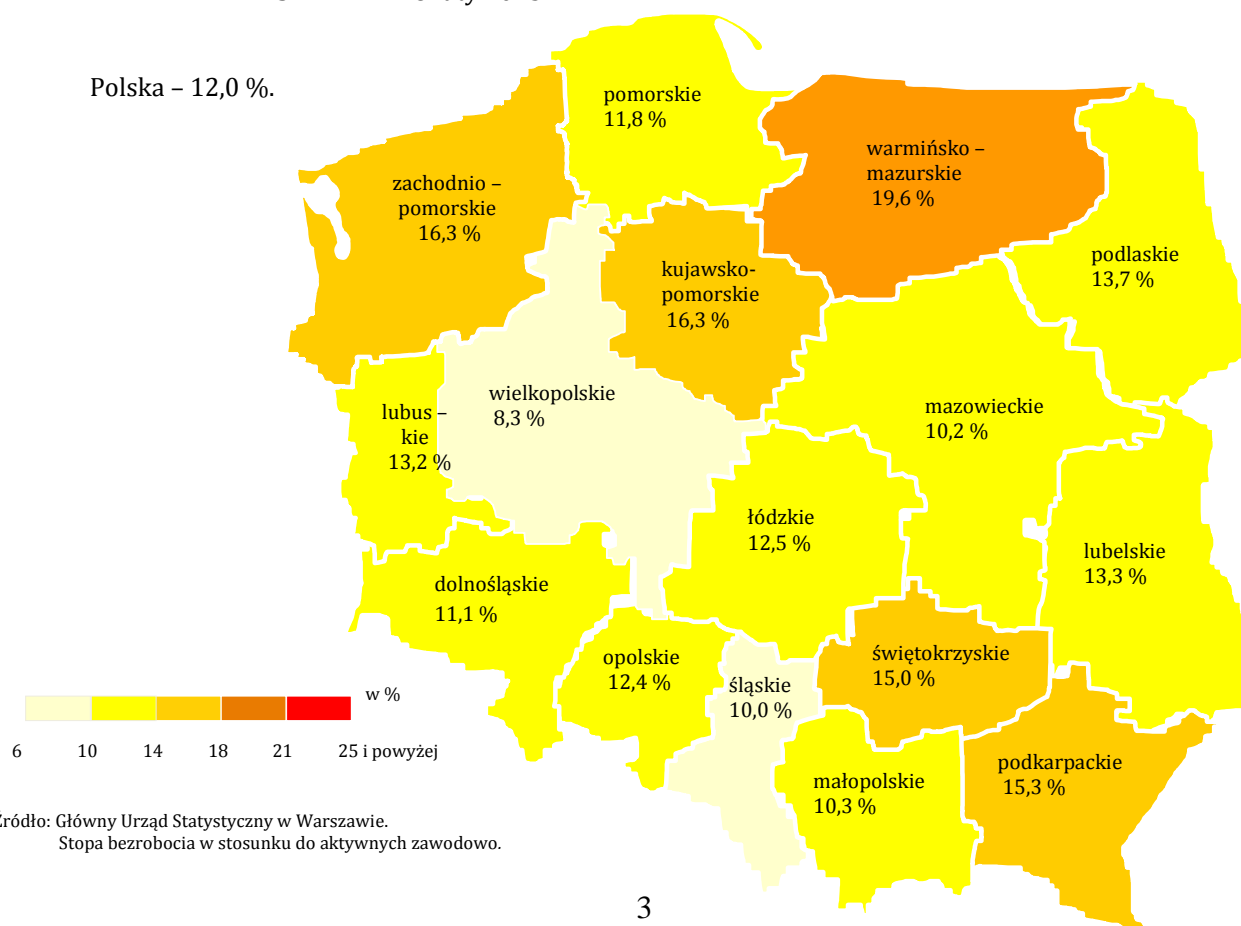 Polska – 12,0 %.
pomorskie
11,8 %
warmińsko –
mazurskie
19,6 %
zachodnio –
pomorskie
16,3 %
podlaskie
13,7 %
kujawsko-
pomorskie
16,3 %
wielkopolskie
8,3 %
mazowieckie
10,2 %
lubus –
kie
13,2 %
łódzkie
12,5 %
lubelskie
13,3 %
dolnośląskie
11,1 %
opolskie
12,4 %
śląskie
10,0 %
świętokrzyskie
15,0 %
w %
6 10 14 18 21 25 i powyżej
małopolskie
10,3 %
podkarpackie
15,3 %
Źródło: Główny Urząd Statystyczny w Warszawie.
Stopa bezrobocia w stosunku do aktywnych zawodowo.
3